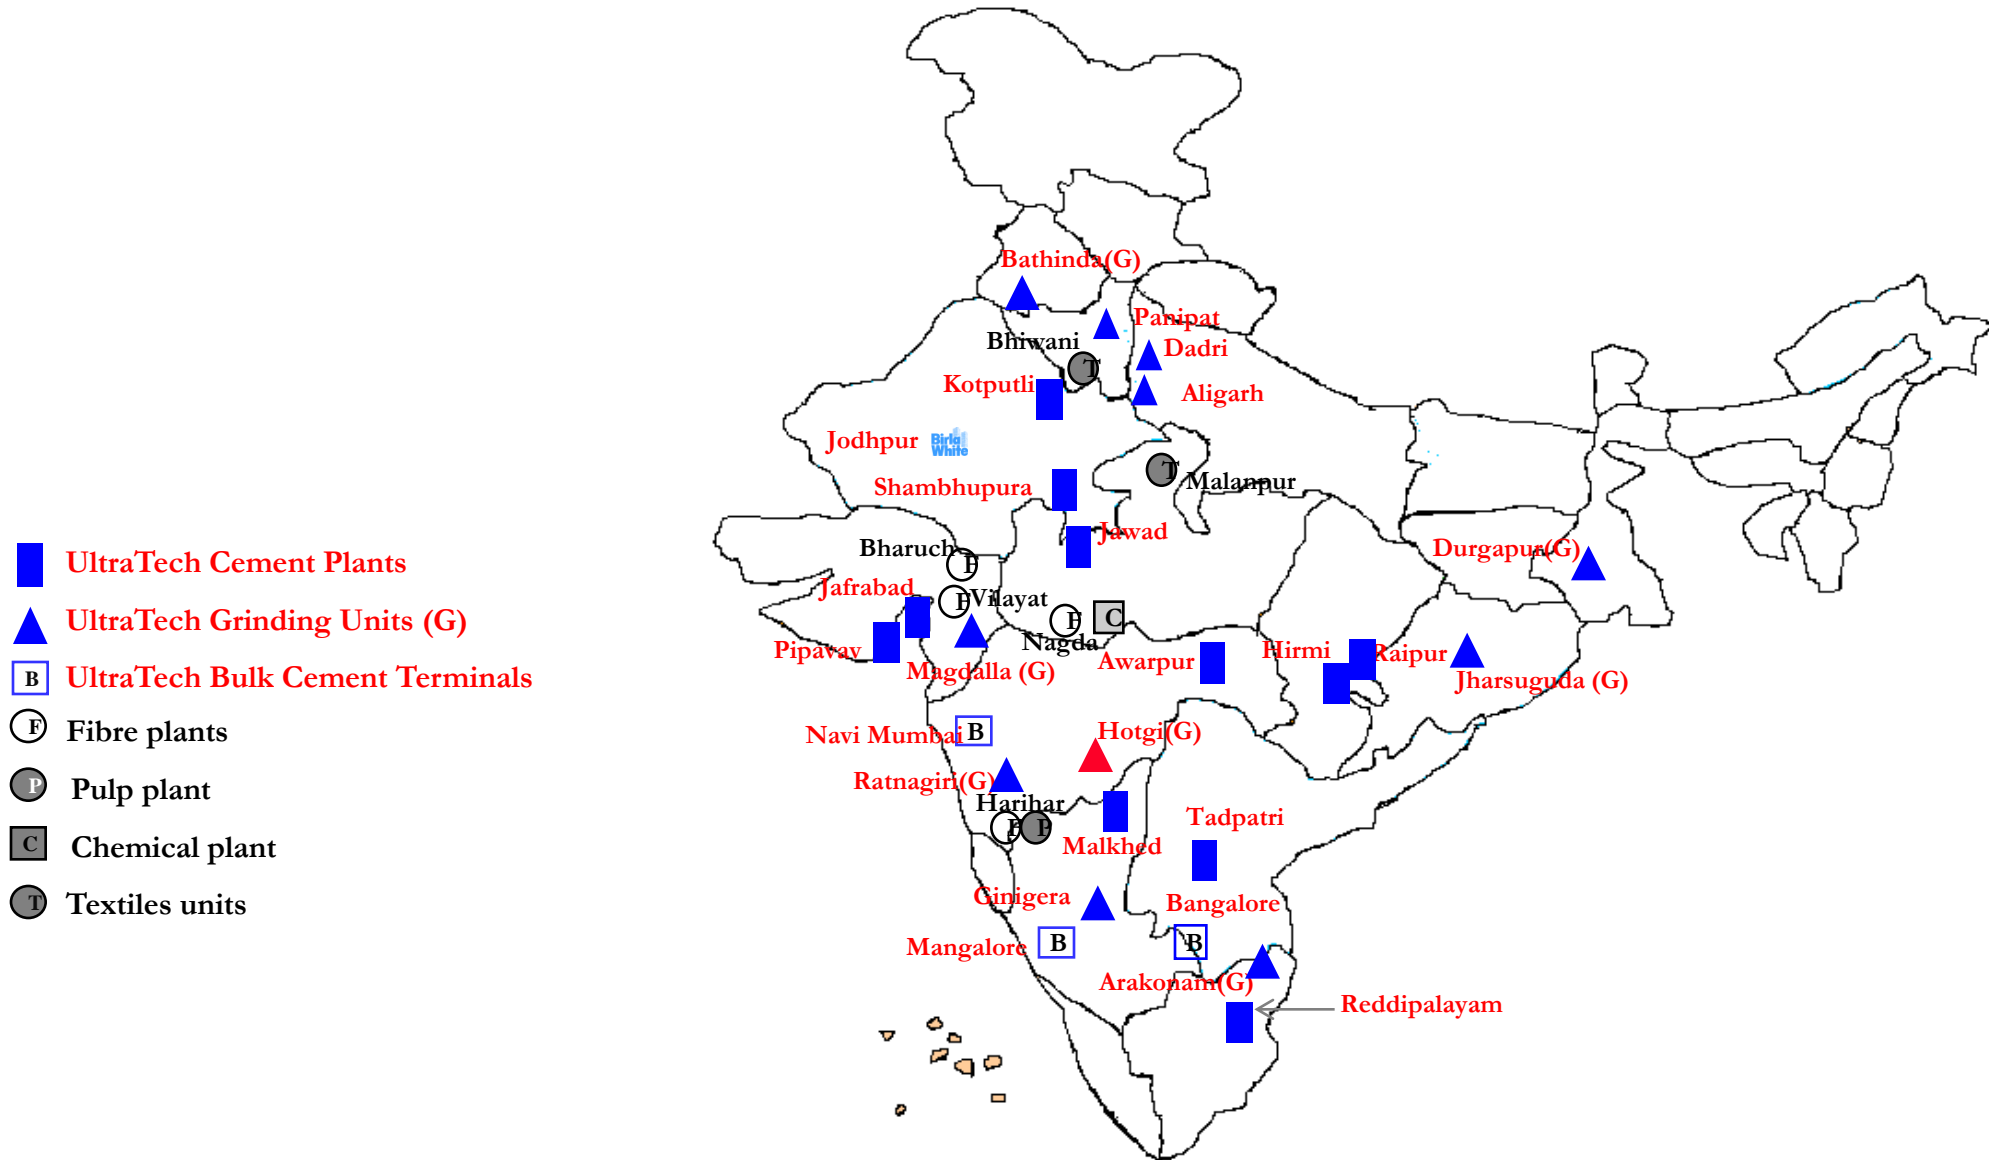 Bathinda(G)
Panipat
Bhiwani
T
Dadri
Kotputli
Aligarh
Jodhpur
Birla
White
T
Malanpur
Shambhupura
Jawad
Bharuch
F
Durgapur(G)
UltraTech Cement Plants
Jafrabad
F
Vilayat
F
C
UltraTech Grinding Units (G)
Nagda
Pipavav
Magdalla (G)
Awarpur
Hirmi
Raipur
Jharsuguda (G)
B
UltraTech Bulk Cement Terminals
F
Fibre plants
Navi Mumbai
B
Hotgi(G)
P
Pulp plant
Ratnagiri(G)
Harihar
F
P
Malkhed
Tadpatri
C
Chemical plant
T
Textiles units
Ginigera
Bangalore
Mangalore
B
B
Arakonam(G)
Reddipalayam